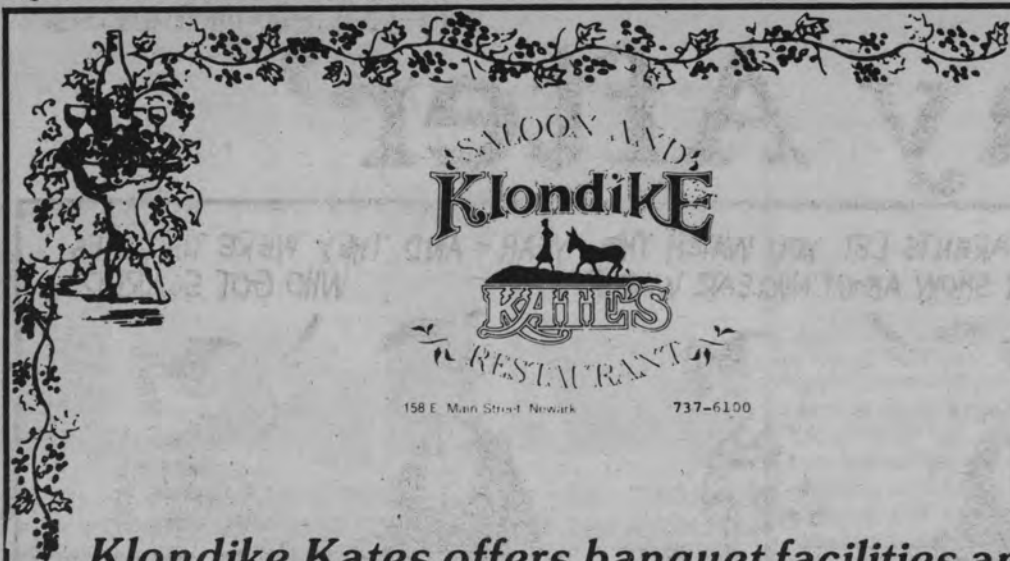 SALOON AND
KlondikE
KATE'S
RESTAURANT
158 E. Main Street Newark 737-6100
Klondike Kates offers banquet facilities